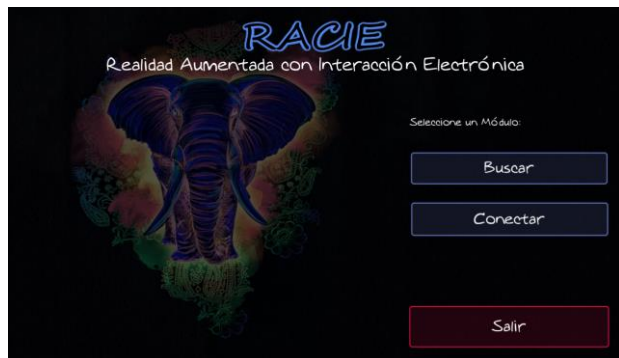 RACIE
Realidad Aumentada con Interacción Electrónica
Seleccione un Módulo:
Buscar
Conectar
Salir